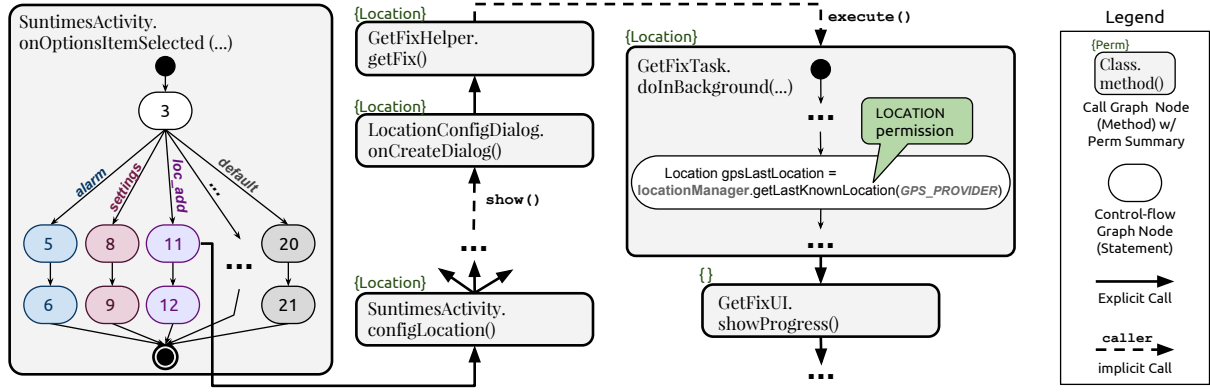 SuntimesActivity.
onOptionsItemSelected (...)
3
alarm
settings
loc_add
...
default
5
8
11
...
20
6
9
12
21
{Location}
GetFixHelper.
getFix()
{Location}
LocationConfigDialog.
onCreateDialog()
show()
...
{Location}
SuntimesActivity.
configLocation()
execute()
{Location}
GetFixTask.
doInBackground(...)
...
LOCATION
permission
Location gpsLastLocation =
locationManager.getLastKnownLocation(GPS_PROVIDER)
...
{ }
GetFixUI.
showProgress()
...
Legend
{Perm}
Class.
method()
Call Graph Node
(Method) w/
Perm Summary
Control-flow
Graph Node
(Statement)
Explicit Call
caller
implicit Call